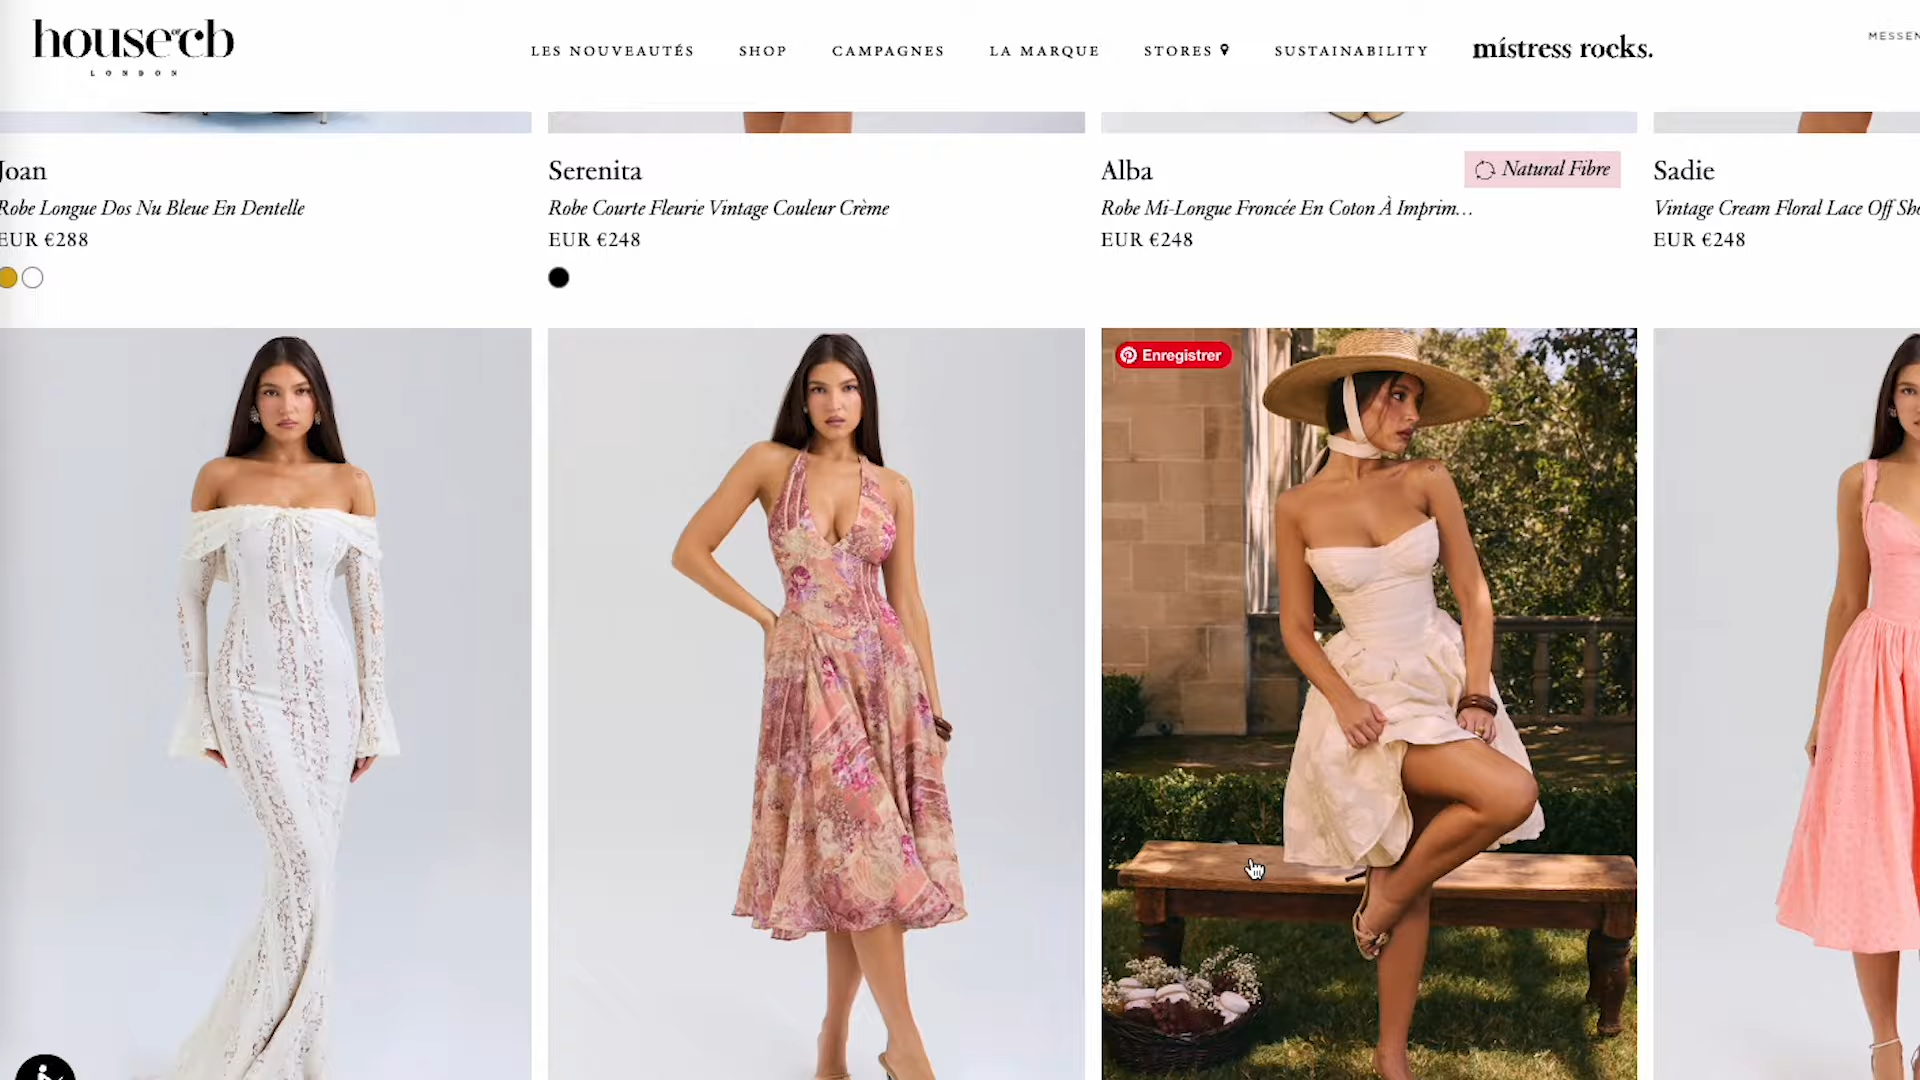 house of cb
LONDON
LES NOUVEAUTÉS
SHOP
CAMPAGNES
LA MARQUE
STORES
SUSTAINABILITY
mistress rocks.
Joan
Robe Longue Dos Nu Bleue En Dentelle
EUR €288
Serenita
Robe Courte Fleurie Vintage Couleur Crème
EUR €248
Alba
Natural Fibre
Robe Mi-Longue Froncée En Coton À Imprim…
EUR €248
Sadie
Vintage Cream Floral Lace Off
EUR €248
Enregistrer